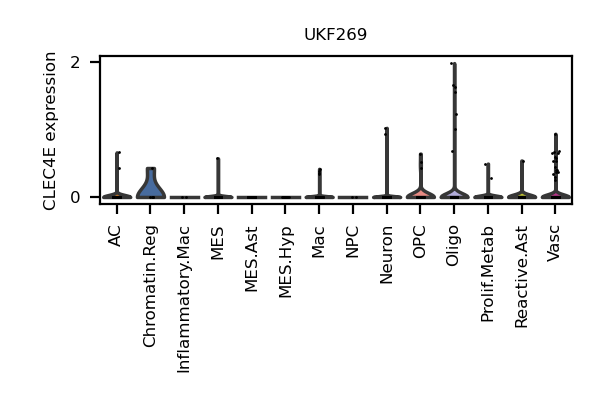 UKF269
CLEC4E expression
2
0
AC
Chromatin.Reg
Inflammatory.Mac
MES
MES.Ast
MES.Hyp
Mac
NPC
Neuron
OPC
Oligo
Prolif.Metab
Reactive.Ast
Vasc